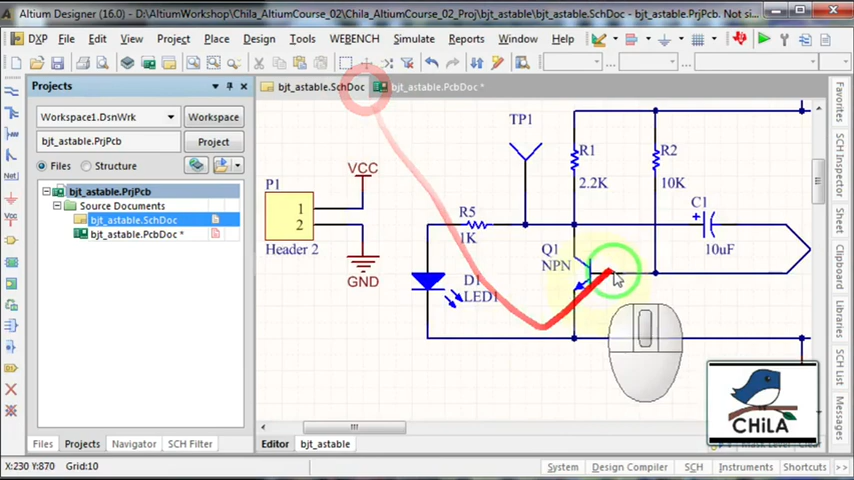 Altium Designer (16.0) - D:\AltiumWorkshop\Chila_AltiumCourse_02\Chila_AltiumCourse_02_Proj\bjt_astable\bjt_astable.SchDoc - bjt_astable.PrjPcb. Not si
DXP File Edit View Project Place Design Tools WEBENCH Simulate Reports Window Help
Projects
bjt_astable.SchDoc bjt_astable.PcbDoc *
Workspace1.DsnWrk Workspace
bjt_astable.PrjPcb Project
Files Structure
bjt_astable.PrjPcb
Source Documents
bjt_astable.SchDoc
bjt_astable.PcbDoc *
TP1
R1
2.2K
R2
10K
VCC
P1
1
2
Header 2
GND
R5
1K
C1
+
10uF
Q1
NPN
D1
LED1
CHiLA
Favorites
SCH Inspector
Sheet
Clipboard
SCH List
Messages
Net
VCC
Files Projects Navigator SCH Filter
Editor bjt_astable
Mask Level Clear
X:230 Y:870 Grid:10
System Design Compiler SCH Instruments Shortcuts